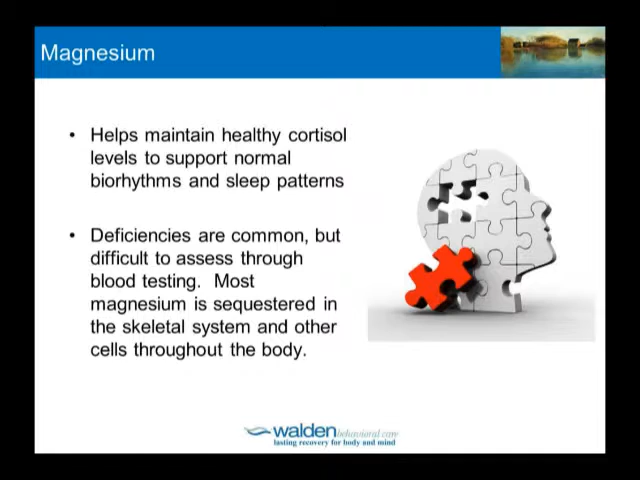 Magnesium
• Helps maintain healthy cortisol
levels to support normal
biorhythms and sleep patterns
• Deficiencies are common, but
difficult to assess through
blood testing. Most
magnesium is sequestered in
the skeletal system and other
cells throughout the body.
walden behavioral care
lasting recovery for body and mind